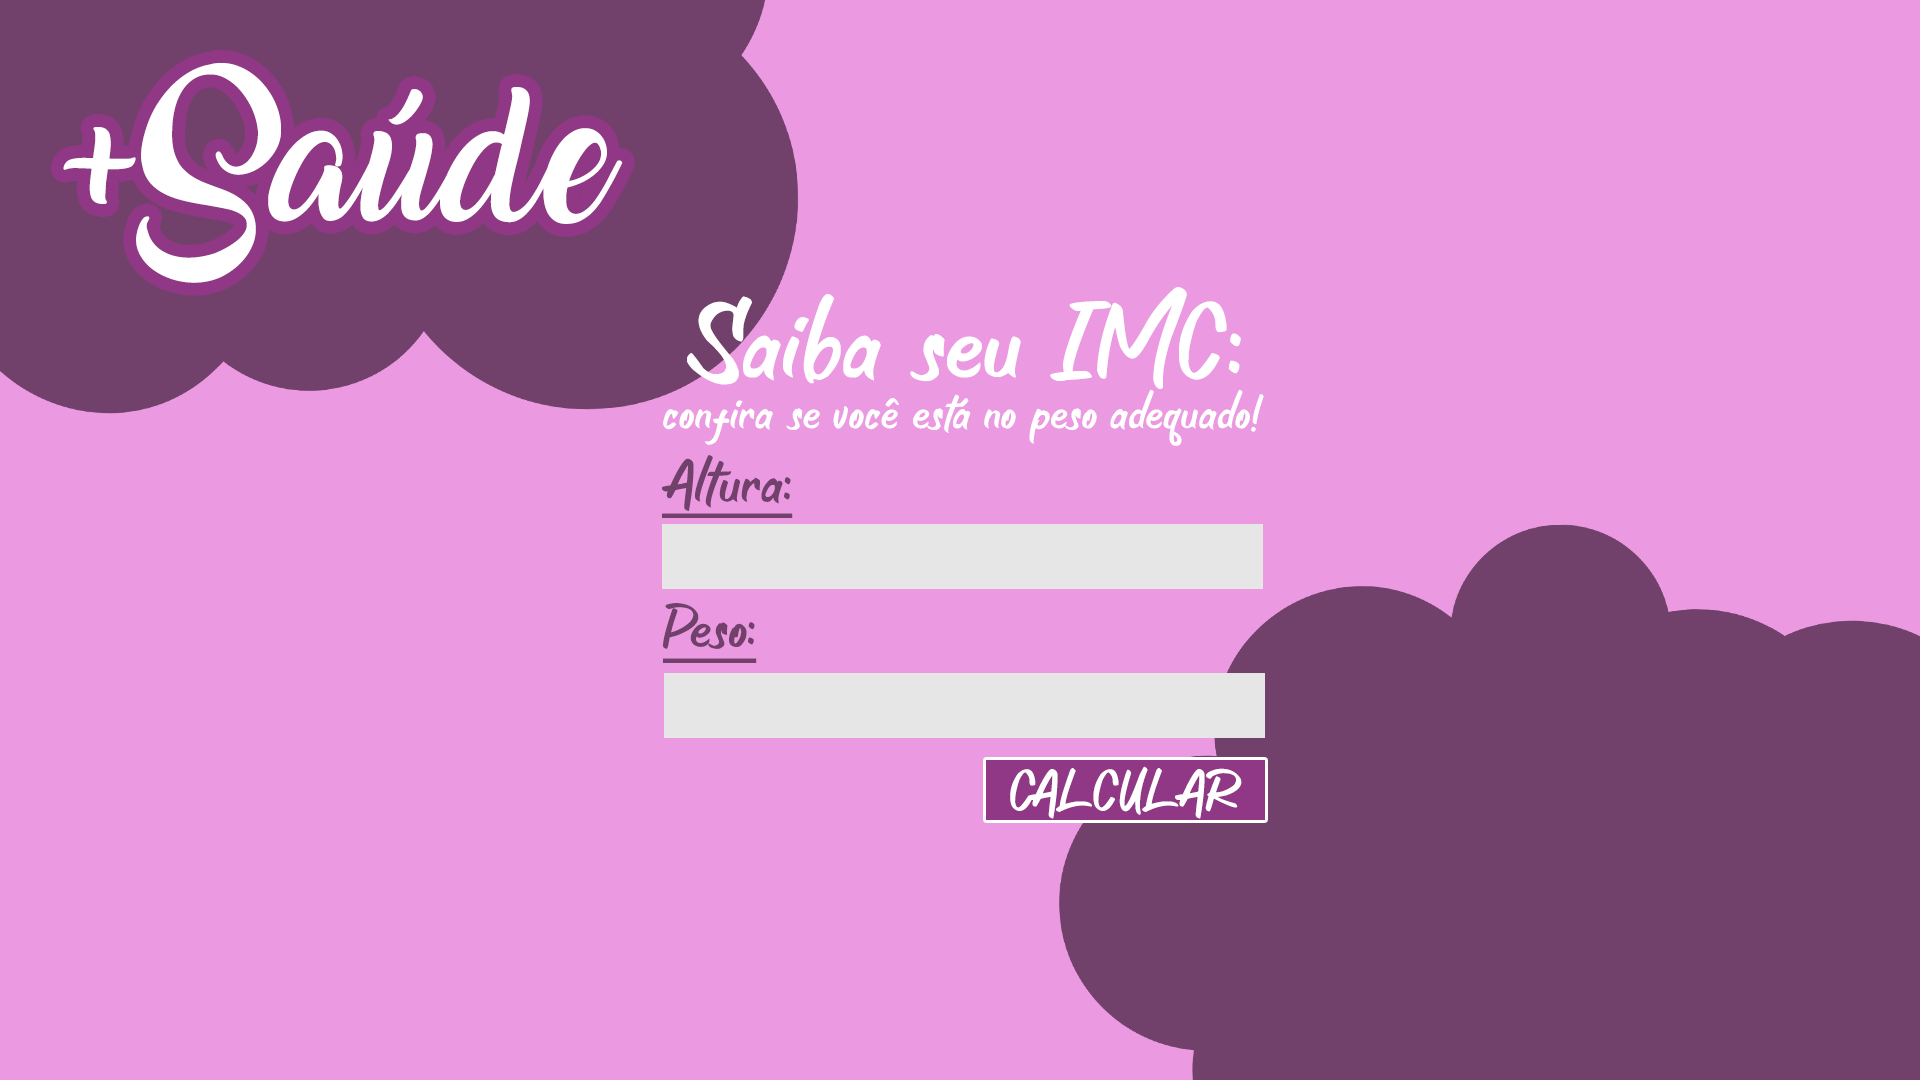 +Saúde
Saiba seu IMC:
confira se você está no peso adequado!
Altura:
Peso:
CALCULAR